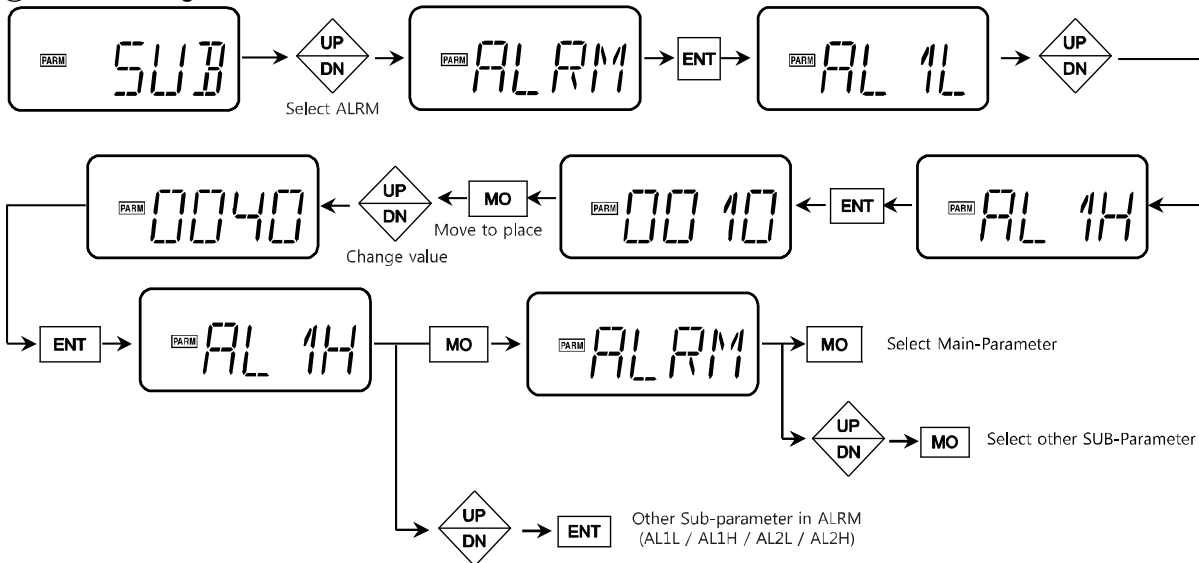 PARM SUB
UP
DN
Select ALRM
PARM ALRM
ENT
PARM AL 1L
UP
DN
PARM 0040
UP
DN
Change value
MO
Move to place
PARM 0010
ENT
PARM AL 1H
ENT
PARM AL 1H
MO
PARM ALRM
MO
Select Main-Parameter
UP
DN
MO
Select other SUB-Parameter
UP
DN
ENT
Other Sub-parameter in ALRM
(AL1L / AL1H / AL2L / AL2H)